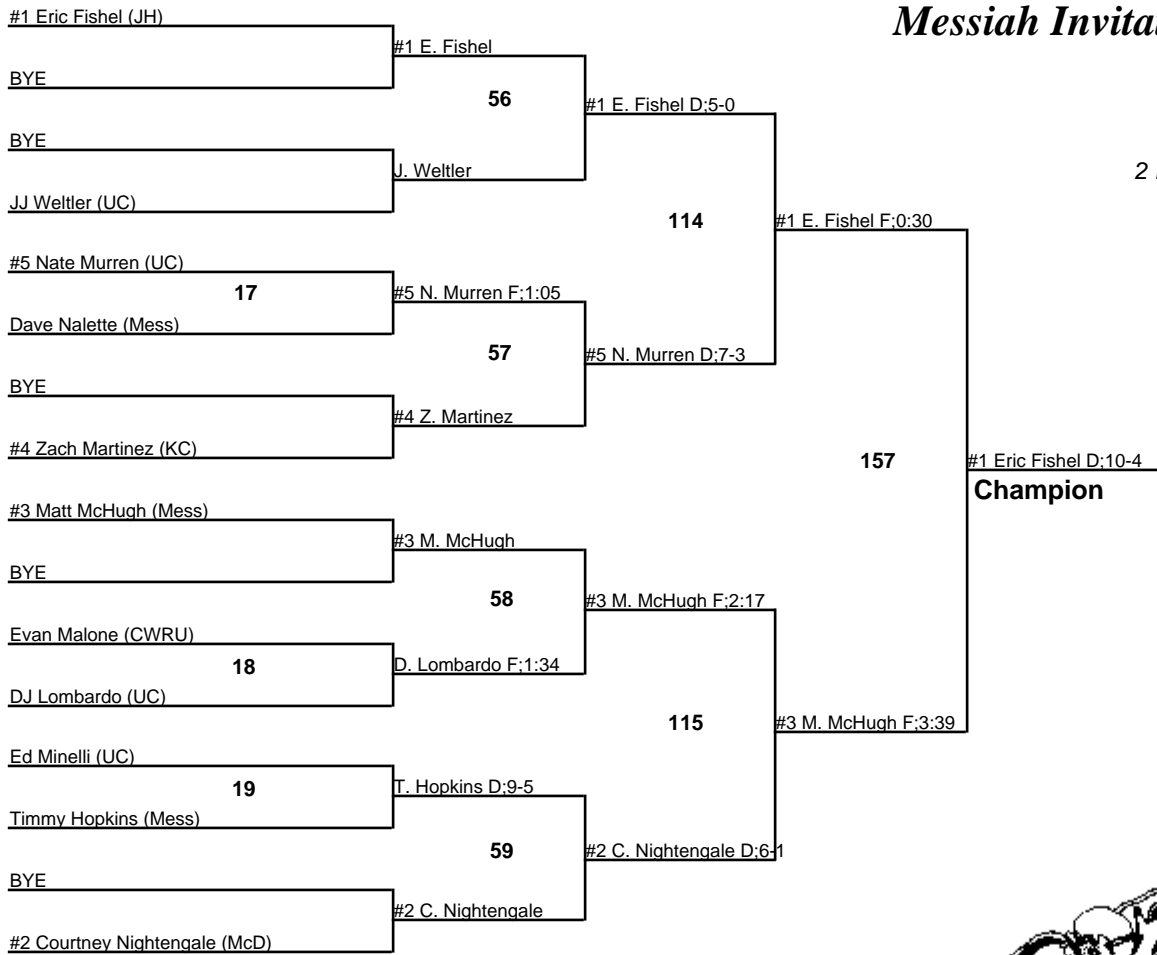 #1 Eric Fishel (JH)
Messiah
#1 E. Fishel
BYE
56
#1 E. Fishel D;5-0
BYE
J. Weltler
2
JJ Weltler (UC)
114
#1 E. Fishel F;0:30
#5 Nate Murren (UC)
17
#5 N. Murren F;1:05
Dave Nalette (Mess)
57
#5 N. Murren D;7-3
BYE
#4 Z. Martinez
#4 Zach Martinez (KC)
157
#1 Eric Fishel D;10-4
Champion
#3 Matt McHugh (Mess)
#3 M. McHugh
BYE
58
#3 M. McHugh F;2:17
Evan Malone (CWRU)
18
D. Lombardo F;1:34
DJ Lombardo (UC)
115
#3 M. McHugh F;3:39
Ed Minelli (UC)
19
T. Hopkins D;9-5
Timmy Hopkins (Mess)
59
#2 C. Nightengale D;6-1
BYE
#2 C. Nightengale
#2 Courtney Nightengale (McD)